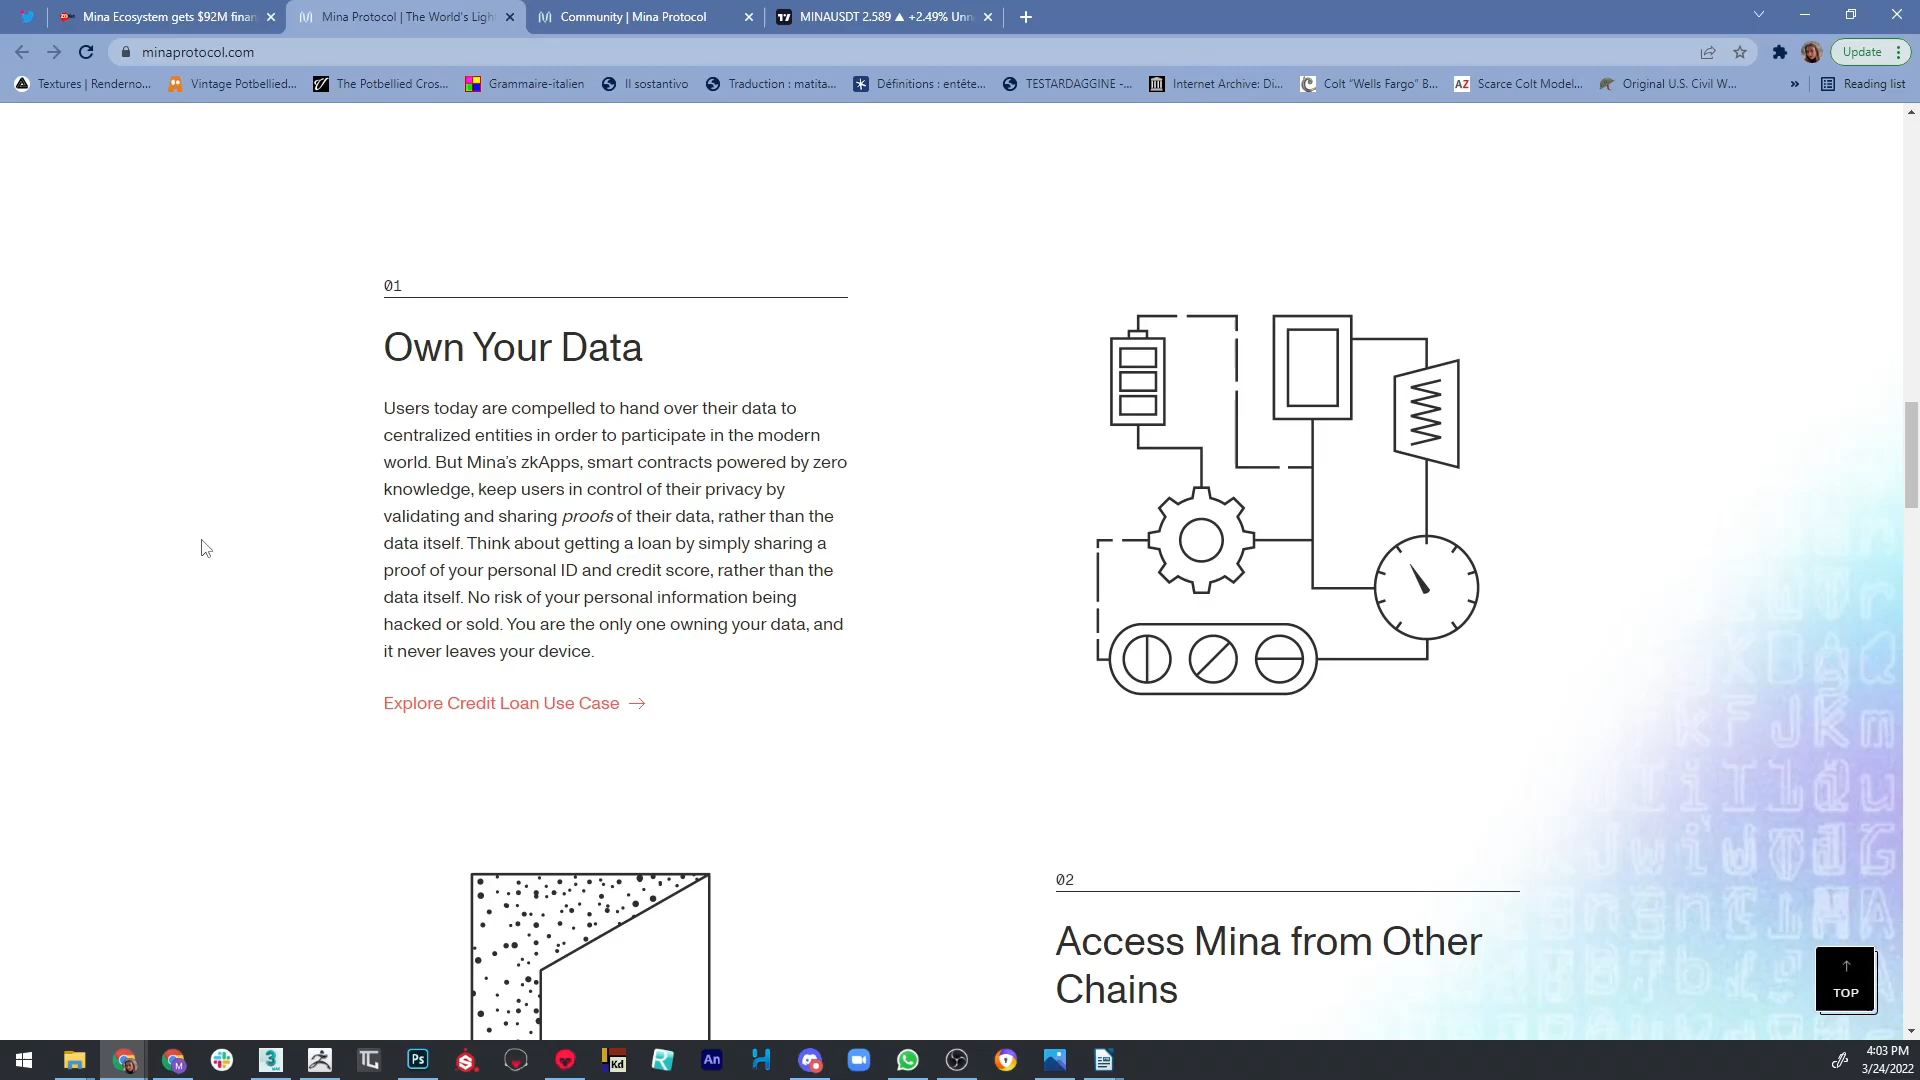 Mina Ecosystem gets $92M finan
Mina Protocol | The World's Ligh
Community | Mina Protocol
MINAUSDT 2.589 ▲ +2.49% Unn
minaprotocol.com
Update
Textures | Renderno...
Vintage Potbellied...
The Potbellied Cros...
Grammaire-italien
Il sostantivo
Traduction : matita...
Définitions : entête...
TESTARDAGGINE -...
Internet Archive: Di...
Colt "Wells Fargo" B...
Scarce Colt Model...
Original U.S. Civil W...
»
Reading list
01
Own Your Data
Users today are compelled to hand over their data to
centralized entities in order to participate in the modern
world. But Mina's zkApps, smart contracts powered by zero
knowledge, keep users in control of their privacy by
validating and sharing proofs of their data, rather than the
data itself. Think about getting a loan by simply sharing a
proof of your personal ID and credit score, rather than the
data itself. No risk of your personal information being
hacked or sold. You are the only one owning your data, and
it never leaves your device.
Explore Credit Loan Use Case →
02
Access Mina from Other
Chains
↑
TOP
4:03 PM
3/24/2022